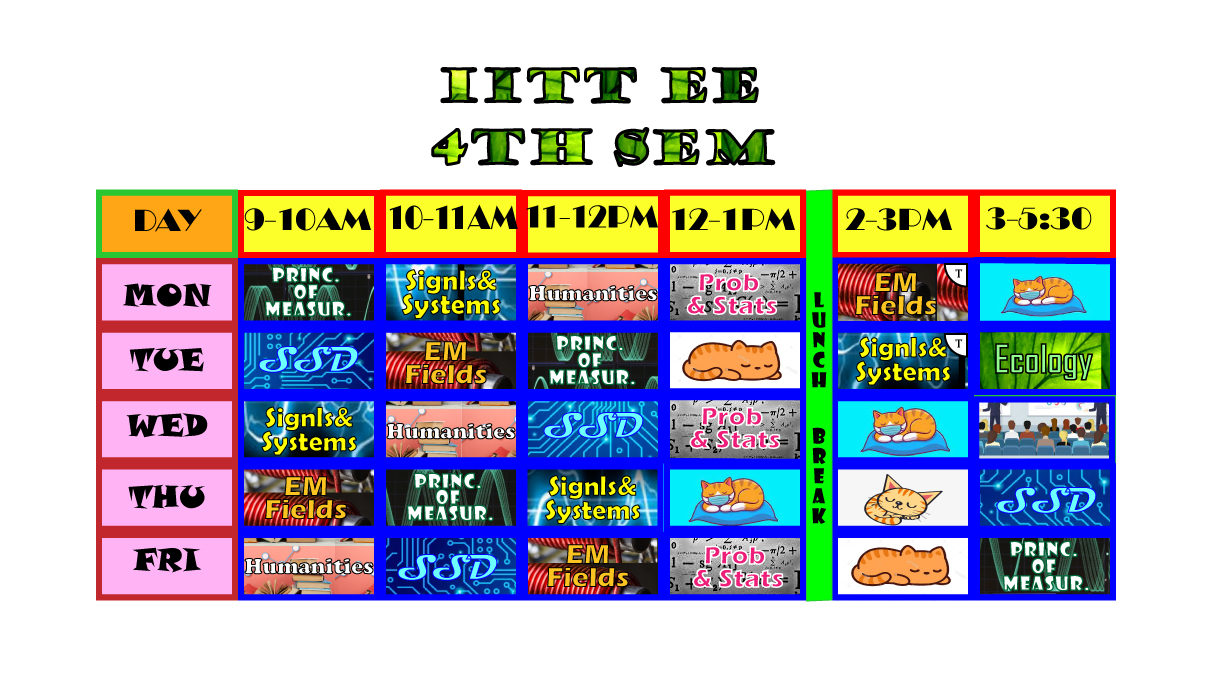 IITT EE
4TH SEM
DAY 9-10AM 10-11AM 11-12PM 12-1PM 2-3PM 3-5:30
MON PRINC. OF MEASUR. Signls& Systems Humanities Prob & Stats EM Fields T
TUE SSD EM Fields PRINC. OF MEASUR. Signls& Systems T Ecology
WED Signls& Systems Humanities SSD Prob & Stats
THU EM Fields PRINC. OF MEASUR. Signls& Systems SSD
FRI Humanities SSD EM Fields Prob & Stats PRINC. OF MEASUR.
LUNCH BREAK